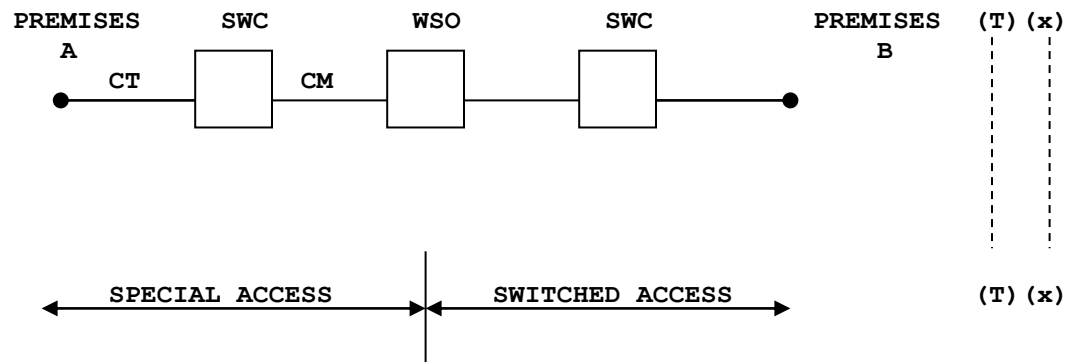 PREMISES SWC WSO SWC PREMISES (T) (x)
A B
CT CM
SPECIAL ACCESS SWITCHED ACCESS (T) (x)